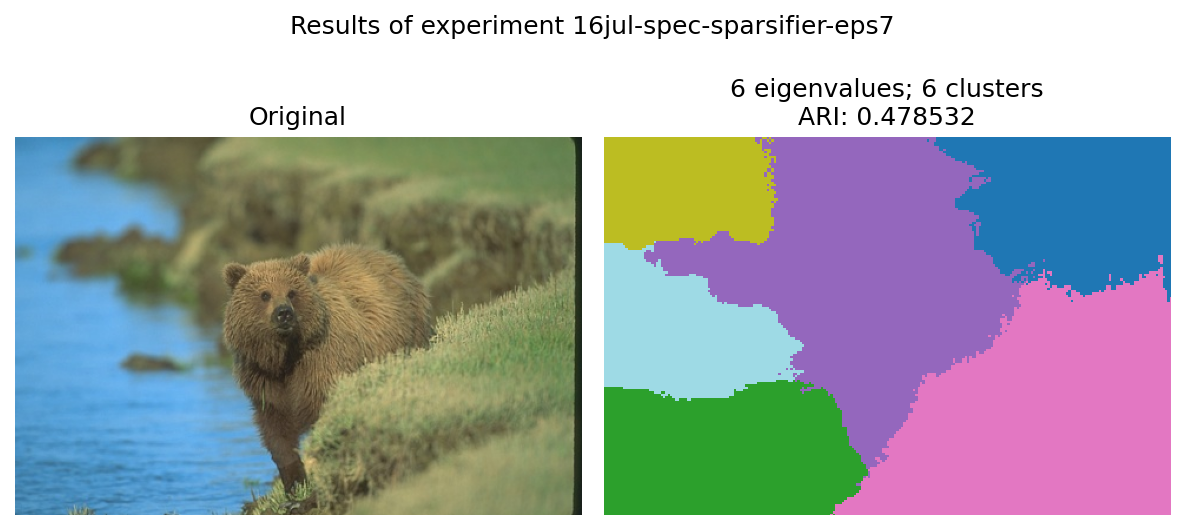 Results of experiment 16jul-spec-sparsifier-eps7
Original
6 eigenvalues; 6 clusters
ARI: 0.478532